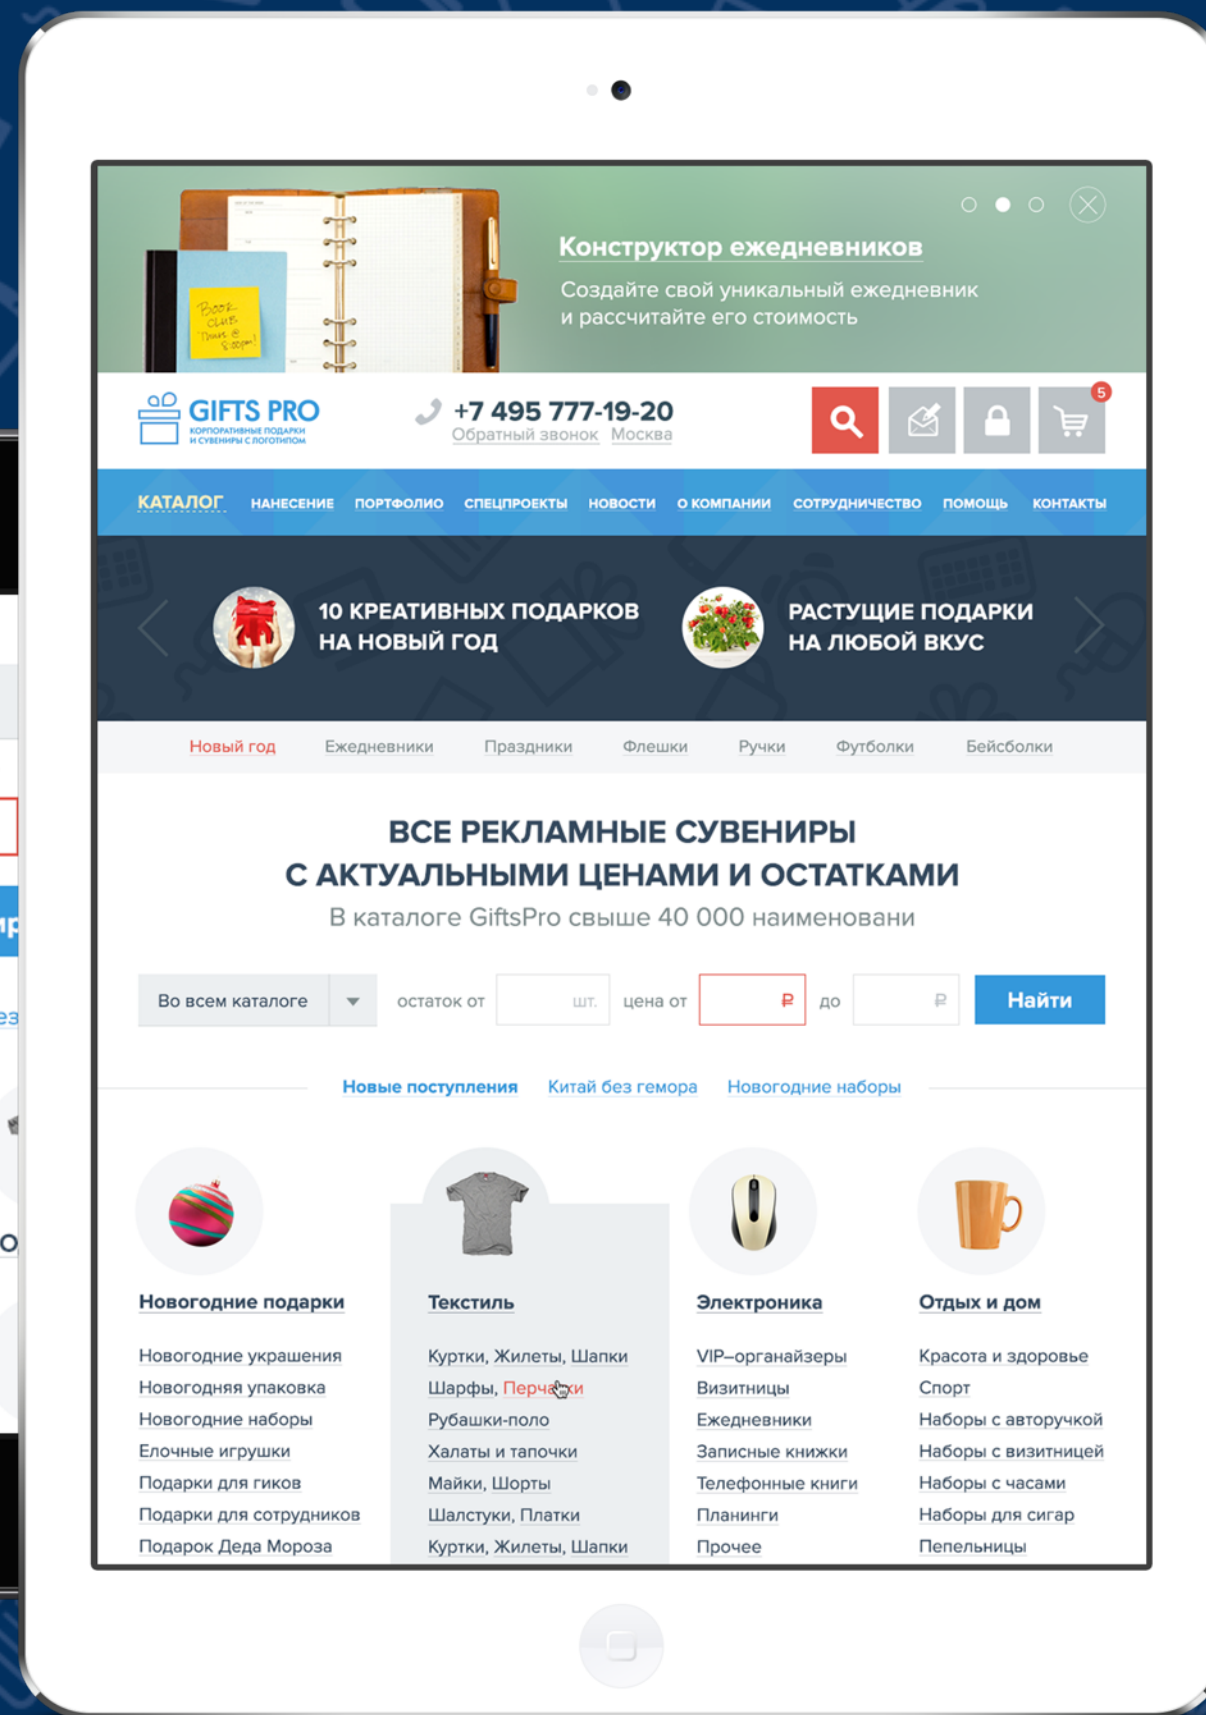 Book
club
8:00pm!
Конструктор ежедневников
Создайте свой уникальный ежедневник
и рассчитайте его стоимость
GIFTS PRO
КОРПОРАТИВНЫЕ ПОДАРКИ
И СУВЕНИРЫ С ЛОГОТИПОМ
+7 495 777-19-20
Обратный звонок Москва
5
КАТАЛОГ НАНЕСЕНИЕ ПОРТФОЛИО СПЕЦПРОЕКТЫ НОВОСТИ О КОМПАНИИ СОТРУДНИЧЕСТВО ПОМОЩЬ КОНТАКТЫ
10 КРЕАТИВНЫХ ПОДАРКОВ
НА НОВЫЙ ГОД
РАСТУЩИЕ ПОДАРКИ
НА ЛЮБОЙ ВКУС
Новый год Ежедневники Праздники Флешки Ручки Футболки Бейсболки
ВСЕ РЕКЛАМНЫЕ СУВЕНИРЫ
С АКТУАЛЬНЫМИ ЦЕНАМИ И ОСТАТКАМИ
В каталоге GiftsPro свыше 40 000 наименовани
Во всем каталоге остаток от шт. цена от ₽ до ₽ Найти
Новые поступления Китай без гемора Новогодние наборы
Новогодние подарки
Новогодние украшения
Новогодняя упаковка
Новогодние наборы
Елочные игрушки
Подарки для гиков
Подарки для сотрудников
Подарок Деда Мороза
Текстиль
Куртки, Жилеты, Шапки
Шарфы, Перчатки
Рубашки-поло
Халаты и тапочки
Майки, Шорты
Шалстуки, Платки
Куртки, Жилеты, Шапки
Электроника
VIP–органайзеры
Визитницы
Ежедневники
Записные книжки
Телефонные книги
Планинги
Прочее
Отдых и дом
Красота и здоровье
Спорт
Наборы с авторучкой
Наборы с визитницей
Наборы с часами
Наборы для сигар
Пепельницы